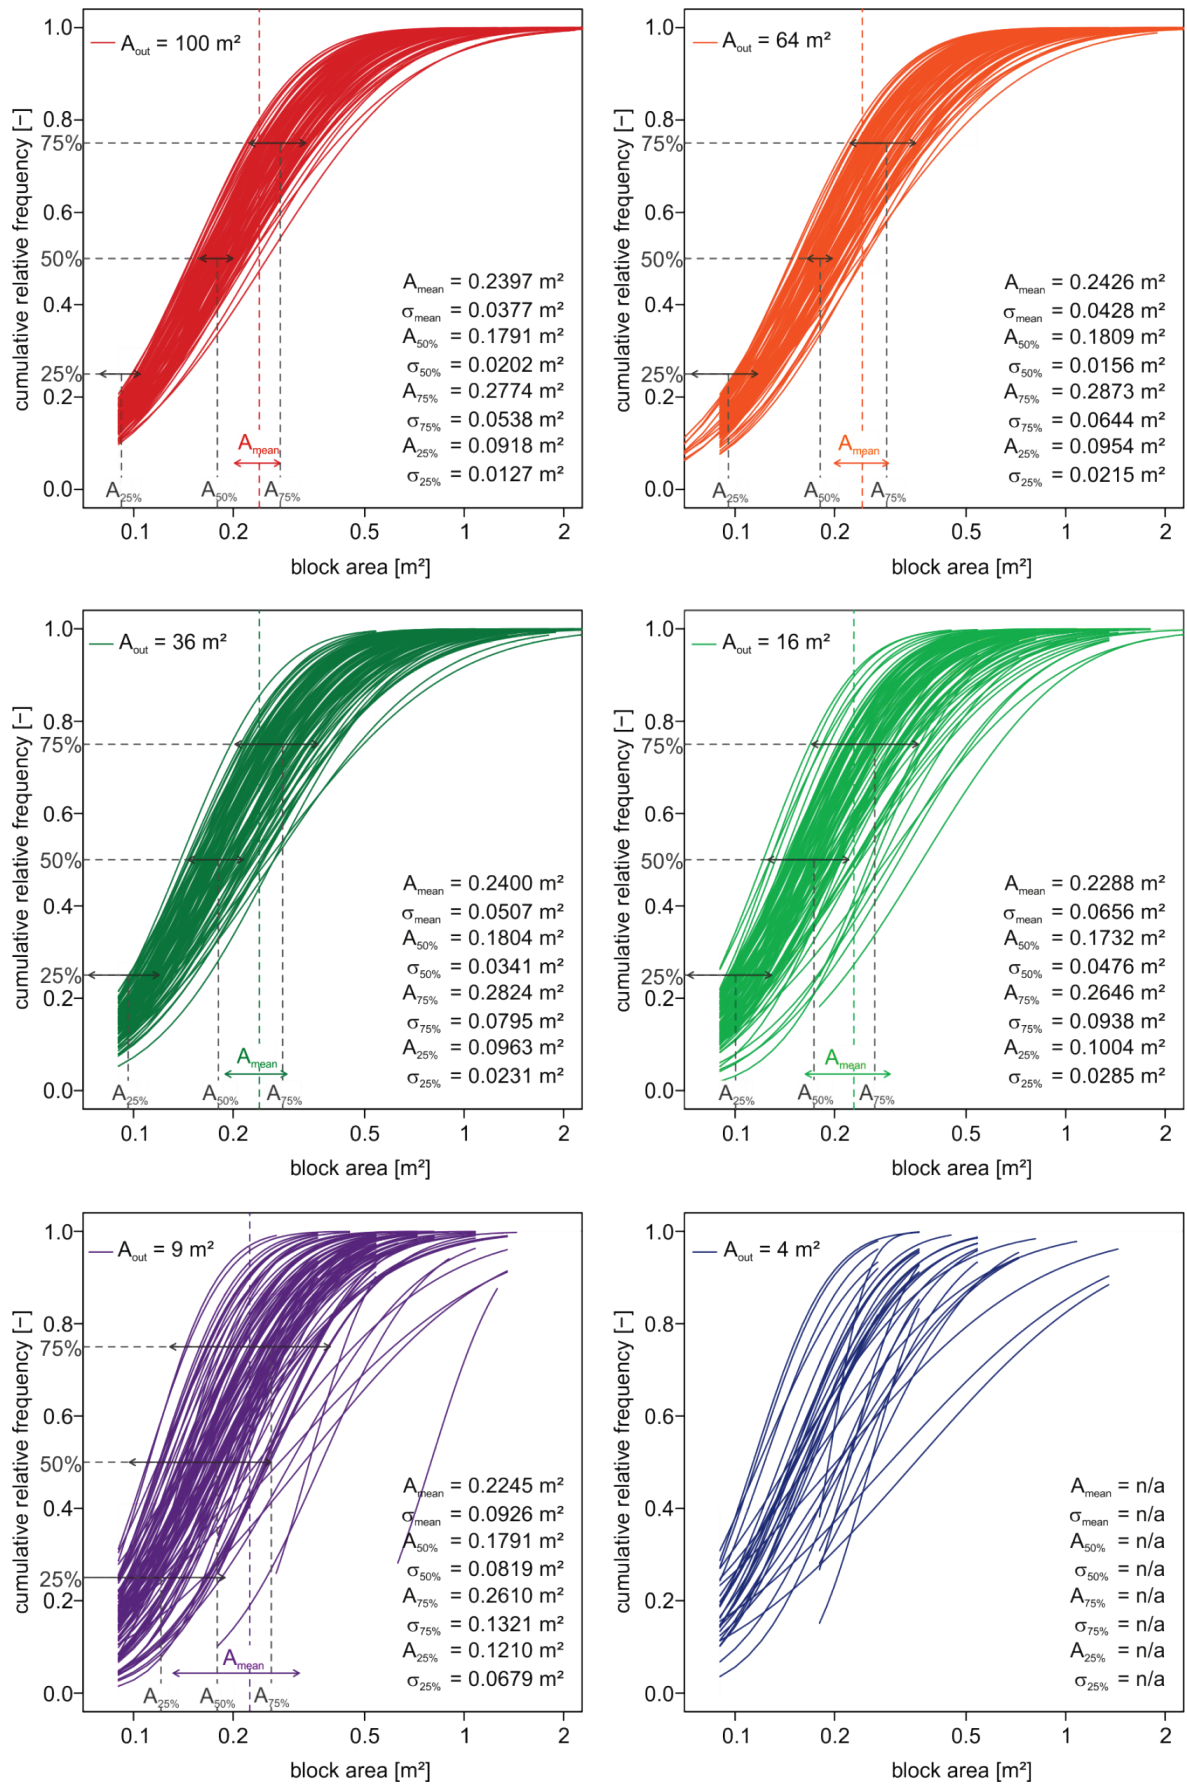 A_out = 100 m²
cumulative relative frequency [–]
1.0
0.8
75%
0.6
50%
0.4
25%
0.2
0.0
A_mean = 0.2397 m²
σ_mean = 0.0377 m²
A_50% = 0.1791 m²
σ_50% = 0.0202 m²
A_75% = 0.2774 m²
σ_75% = 0.0538 m²
A_25% = 0.0918 m²
σ_25% = 0.0127 m²
A_mean
A_25% A_50% A_75%
0.1 0.2 0.5 1 2
block area [m²]
A_out = 64 m²
cumulative relative frequency [–]
1.0
0.8
75%
0.6
50%
0.4
25%
0.2
0.0
A_mean = 0.2426 m²
σ_mean = 0.0428 m²
A_50% = 0.1809 m²
σ_50% = 0.0156 m²
A_75% = 0.2873 m²
σ_75% = 0.0644 m²
A_25% = 0.0954 m²
σ_25% = 0.0215 m²
A_mean
A_25% A_50% A_75%
0.1 0.2 0.5 1 2
block area [m²]
A_out = 36 m²
cumulative relative frequency [–]
1.0
0.8
75%
0.6
50%
0.4
25%
0.2
0.0
A_mean = 0.2400 m²
σ_mean = 0.0507 m²
A_50% = 0.1804 m²
σ_50% = 0.0341 m²
A_75% = 0.2824 m²
σ_75% = 0.0795 m²
A_25% = 0.0963 m²
σ_25% = 0.0231 m²
A_mean
A_25% A_50% A_75%
0.1 0.2 0.5 1 2
block area [m²]
A_out = 16 m²
cumulative relative frequency [–]
1.0
0.8
75%
0.6
50%
0.4
25%
0.2
0.0
A_mean = 0.2288 m²
σ_mean = 0.0656 m²
A_50% = 0.1732 m²
σ_50% = 0.0476 m²
A_75% = 0.2646 m²
σ_75% = 0.0938 m²
A_25% = 0.1004 m²
σ_25% = 0.0285 m²
A_mean
A_25% A_50% A_75%
0.1 0.2 0.5 1 2
block area [m²]
A_out = 9 m²
cumulative relative frequency [–]
1.0
0.8
75%
0.6
50%
0.4
25%
0.2
0.0
A_mean = 0.2245 m²
σ_mean = 0.0926 m²
A_50% = 0.1791 m²
σ_50% = 0.0819 m²
A_75% = 0.2610 m²
σ_75% = 0.1321 m²
A_25% = 0.1210 m²
σ_25% = 0.0679 m²
A_mean
A_25% A_50% A_75%
0.1 0.2 0.5 1 2
block area [m²]
A_out = 4 m²
cumulative relative frequency [–]
1.0
0.8
0.6
0.4
0.2
0.0
A_mean = n/a
σ_mean = n/a
A_50% = n/a
σ_50% = n/a
A_75% = n/a
σ_75% = n/a
A_25% = n/a
σ_25% = n/a
0.1 0.2 0.5 1 2
block area [m²]